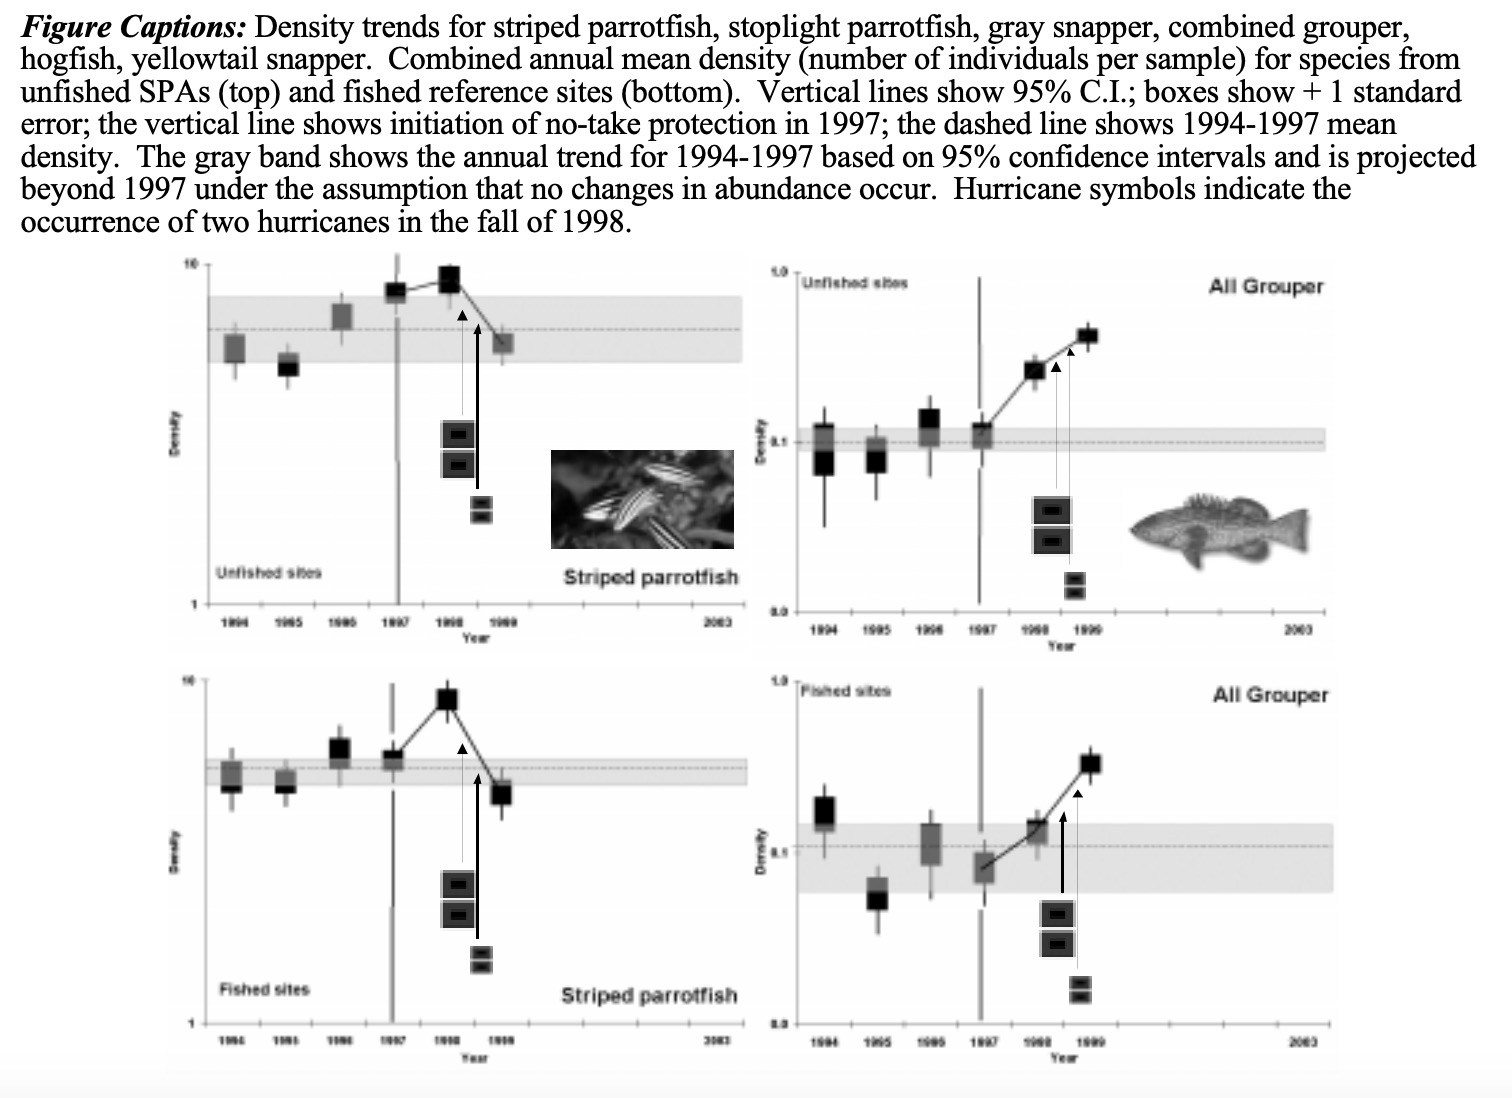 Figure Captions: Density trends for striped parrotfish, stoplight parrotfish, gray snapper, combined grouper,
hogfish, yellowtail snapper. Combined annual mean density (number of individuals per sample) for species from
unfished SPAs (top) and fished reference sites (bottom). Vertical lines show 95% C.I.; boxes show + 1 standard
error; the vertical line shows initiation of no-take protection in 1997; the dashed line shows 1994-1997 mean
density. The gray band shows the annual trend for 1994-1997 based on 95% confidence intervals and is projected
beyond 1997 under the assumption that no changes in abundance occur. Hurricane symbols indicate the
occurrence of two hurricanes in the fall of 1998.
10
Density
Unfished sites
Striped parrotfish
1
1994 1995 1996 1997 1998 1999 2003
Year
1.0
Unfished sites
All Grouper
Density
0.1
0.0
1994 1995 1996 1997 1998 1999 2003
Year
10
Density
Fished sites
Striped parrotfish
1
1994 1995 1996 1997 1998 1999 2003
Year
1.0
Fished sites
All Grouper
Density
0.1
0.0
1994 1995 1996 1997 1998 1999 2003
Year